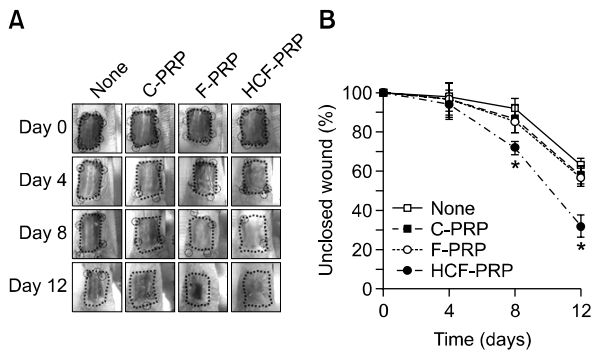 A
None C-PRP F-PRP HCF-PRP
Day 0
Day 4
Day 8
Day 12
B
Unclosed wound (%)
100
80
60
40
20
0
None
C-PRP
F-PRP
HCF-PRP
*
*
0 4 8 12
Time (days)